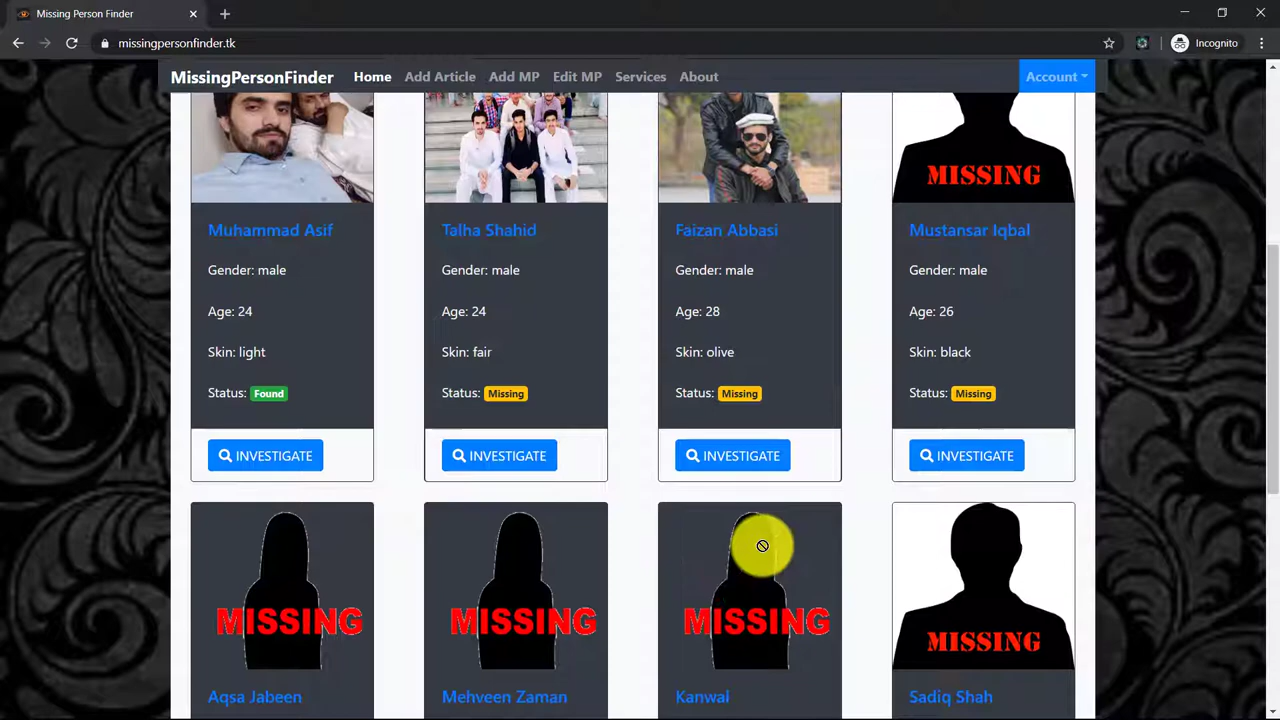 Missing Person Finder
missingpersonfinder.tk
Incognito
MissingPersonFinder Home Add Article Add MP Edit MP Services About Account
MISSING
Muhammad Asif
Gender: male
Age: 24
Skin: light
Status: Found
INVESTIGATE
Talha Shahid
Gender: male
Age: 24
Skin: fair
Status: Missing
INVESTIGATE
Faizan Abbasi
Gender: male
Age: 28
Skin: olive
Status: Missing
INVESTIGATE
Mustansar Iqbal
Gender: male
Age: 26
Skin: black
Status: Missing
INVESTIGATE
MISSING
Aqsa Jabeen
MISSING
Mehveen Zaman
MISSING
Kanwal
MISSING
Sadiq Shah